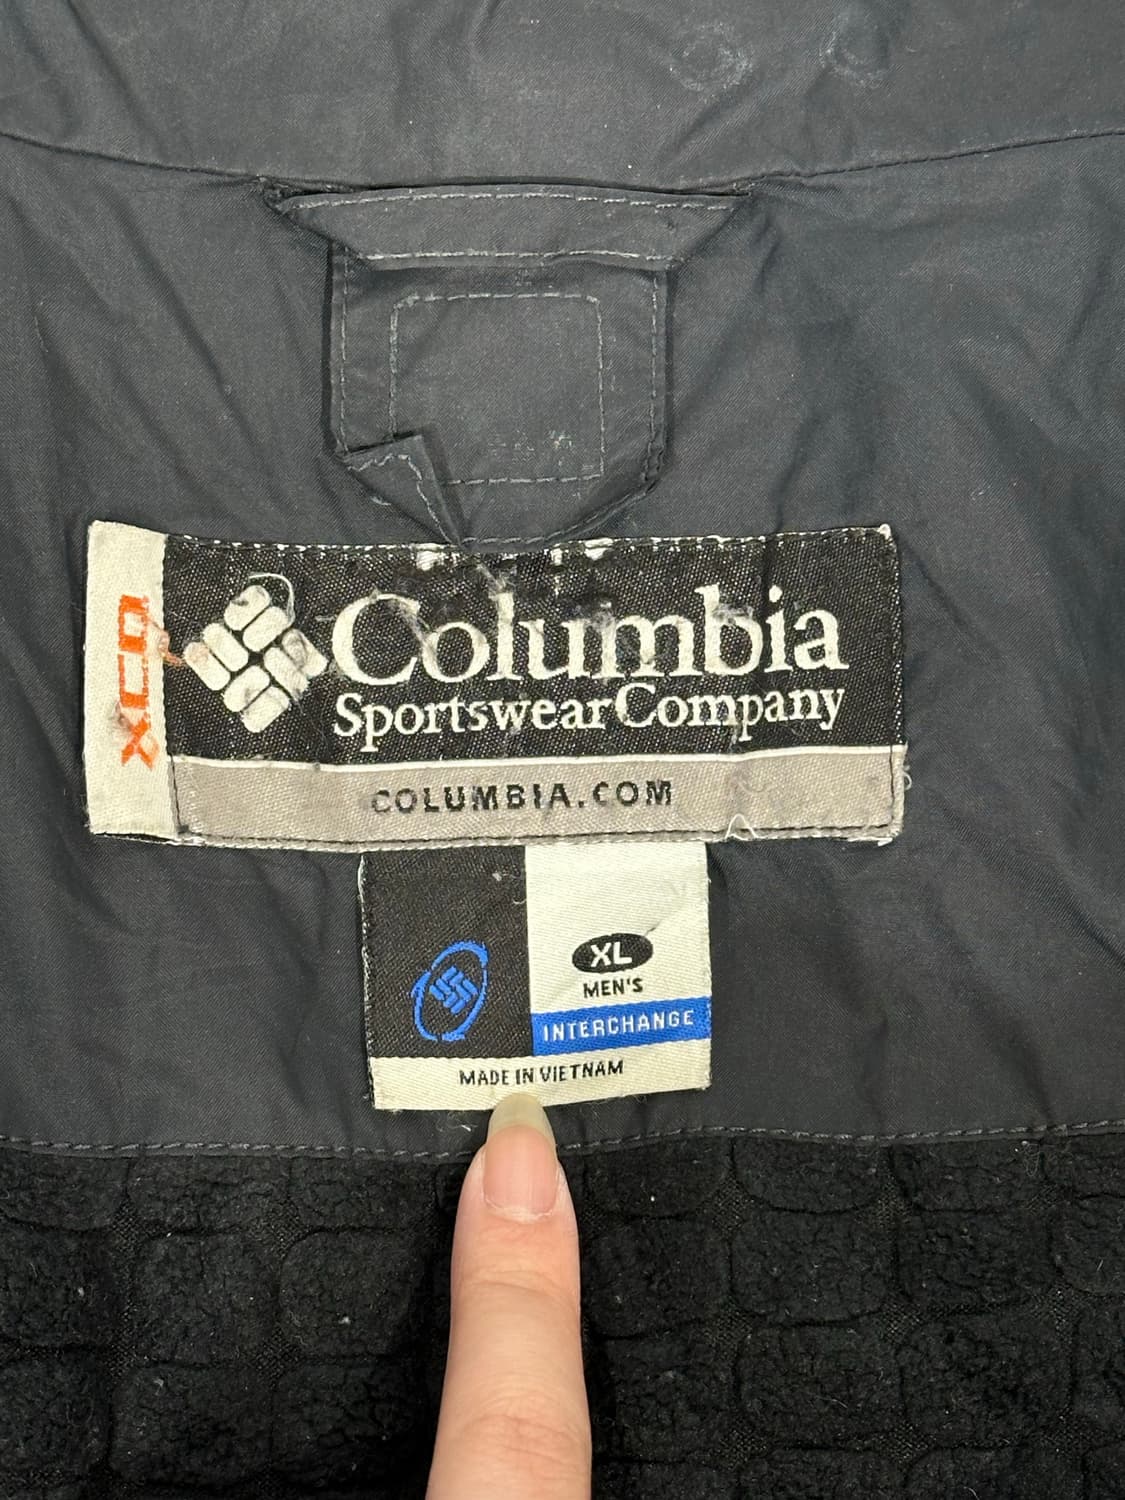 XCO
Columbia
Sportswear Company
COLUMBIA.COM
XL
MEN'S
INTERCHANGE
MADE IN VIETNAM